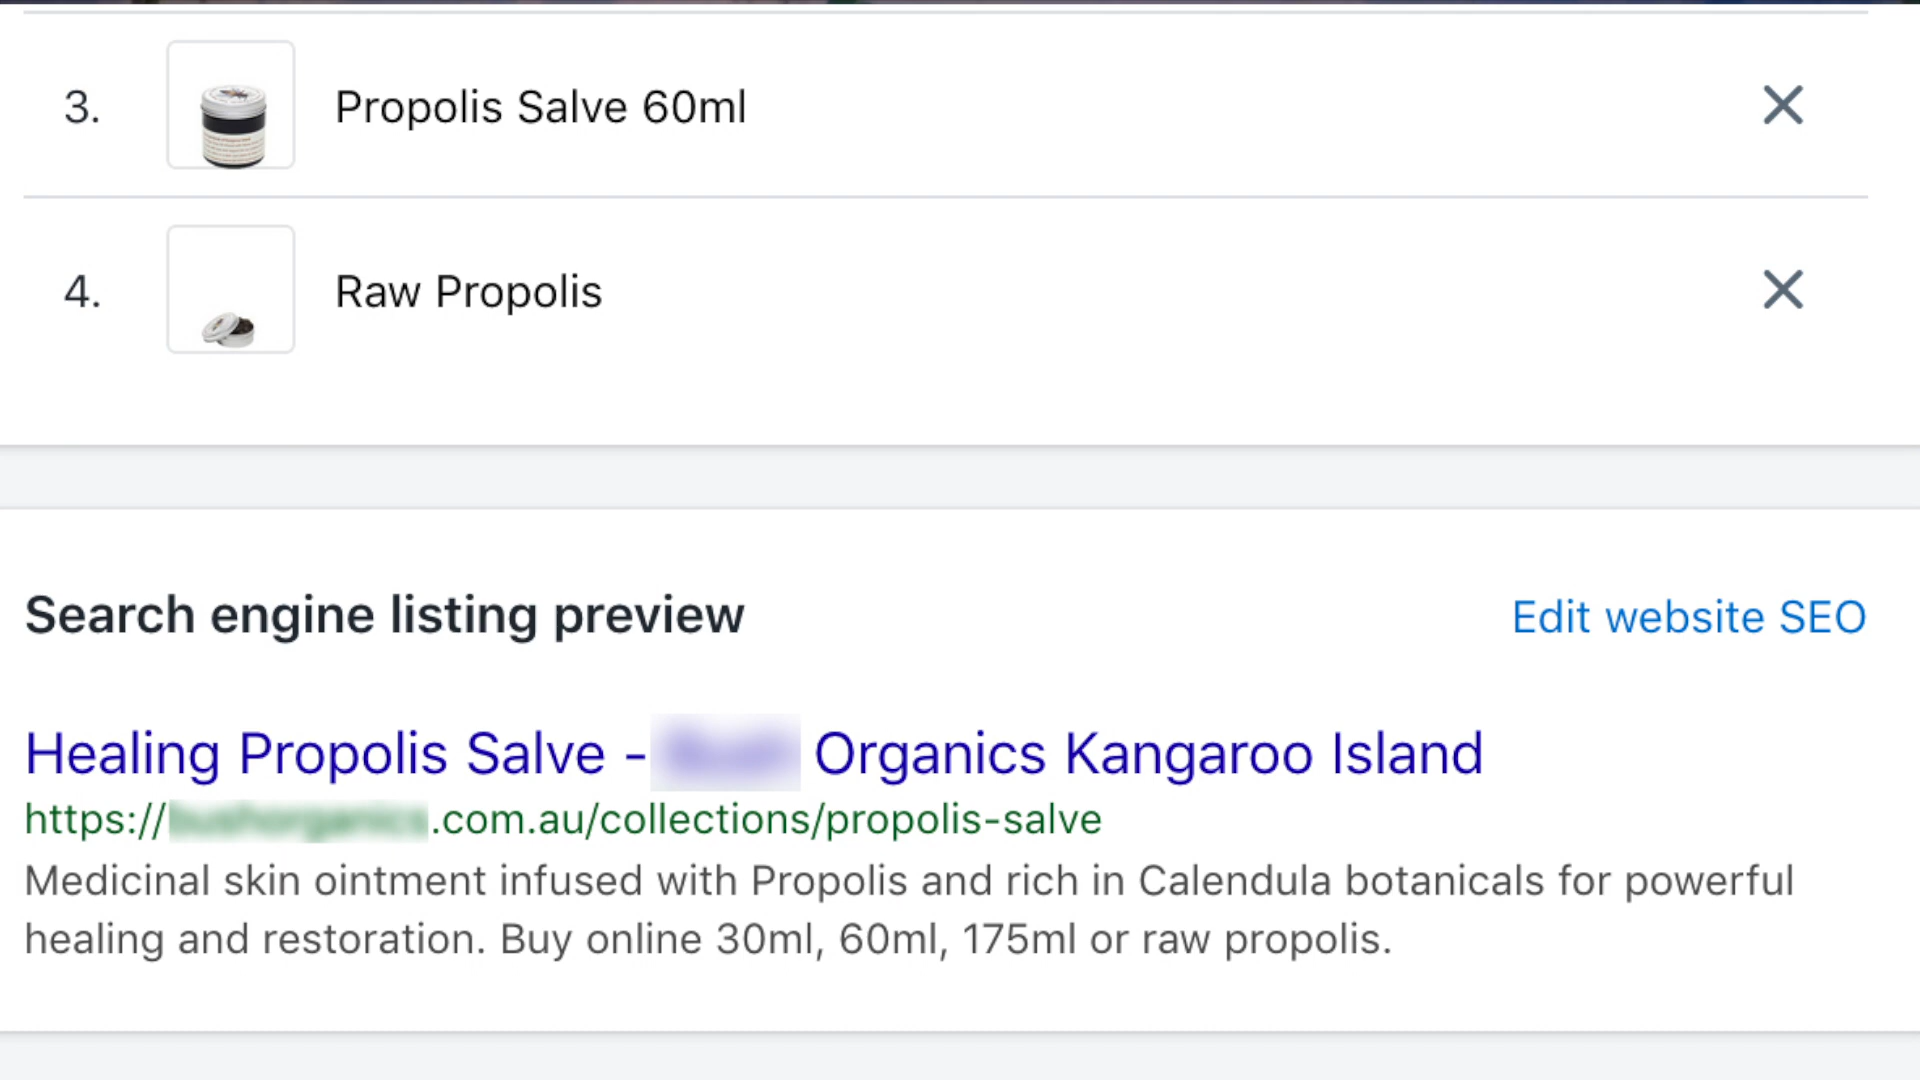 3. Propolis Salve 60ml
4. Raw Propolis
Search engine listing preview
Edit website SEO
Healing Propolis Salve - Organics Kangaroo Island
https:// .com.au/collections/propolis-salve
Medicinal skin ointment infused with Propolis and rich in Calendula botanicals for powerful
healing and restoration. Buy online 30ml, 60ml, 175ml or raw propolis.